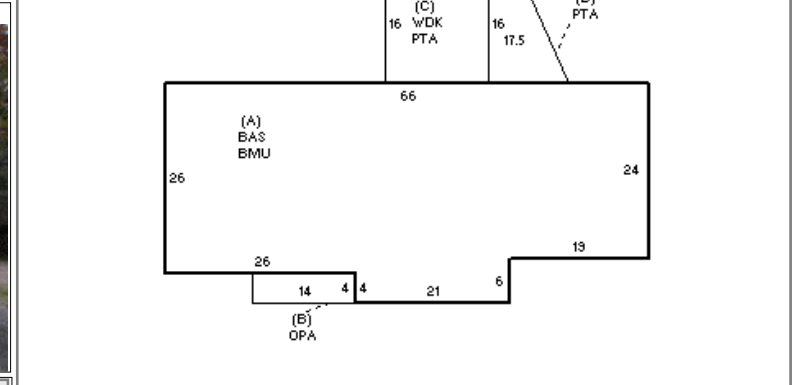 (C)
16 WDK 16
PTA
17.5
PTA
66
(A)
BAS
BMU
26
24
19
26
14 4 4 21 6
(B)
OPA